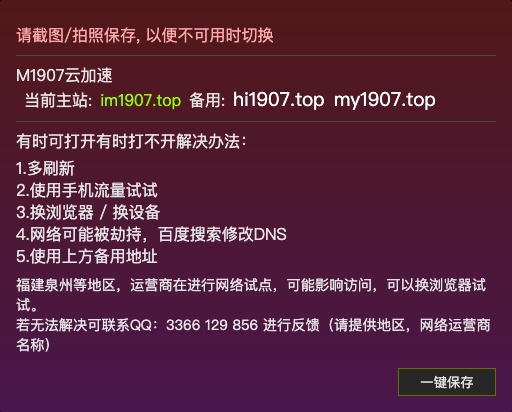 请截图/拍照保存, 以便不可用时切换
M1907云加速
当前主站: im1907.top 备用: hi1907.top my1907.top
有时可打开有时打不开解决办法：
1.多刷新
2.使用手机流量试试
3.换浏览器 / 换设备
4.网络可能被劫持，百度搜索修改DNS
5.使用上方备用地址
福建泉州等地区，运营商在进行网络试点，可能影响访问，可以换浏览器试
试。
若无法解决可联系QQ：3366 129 856 进行反馈（请提供地区，网络运营商
名称）
一键保存